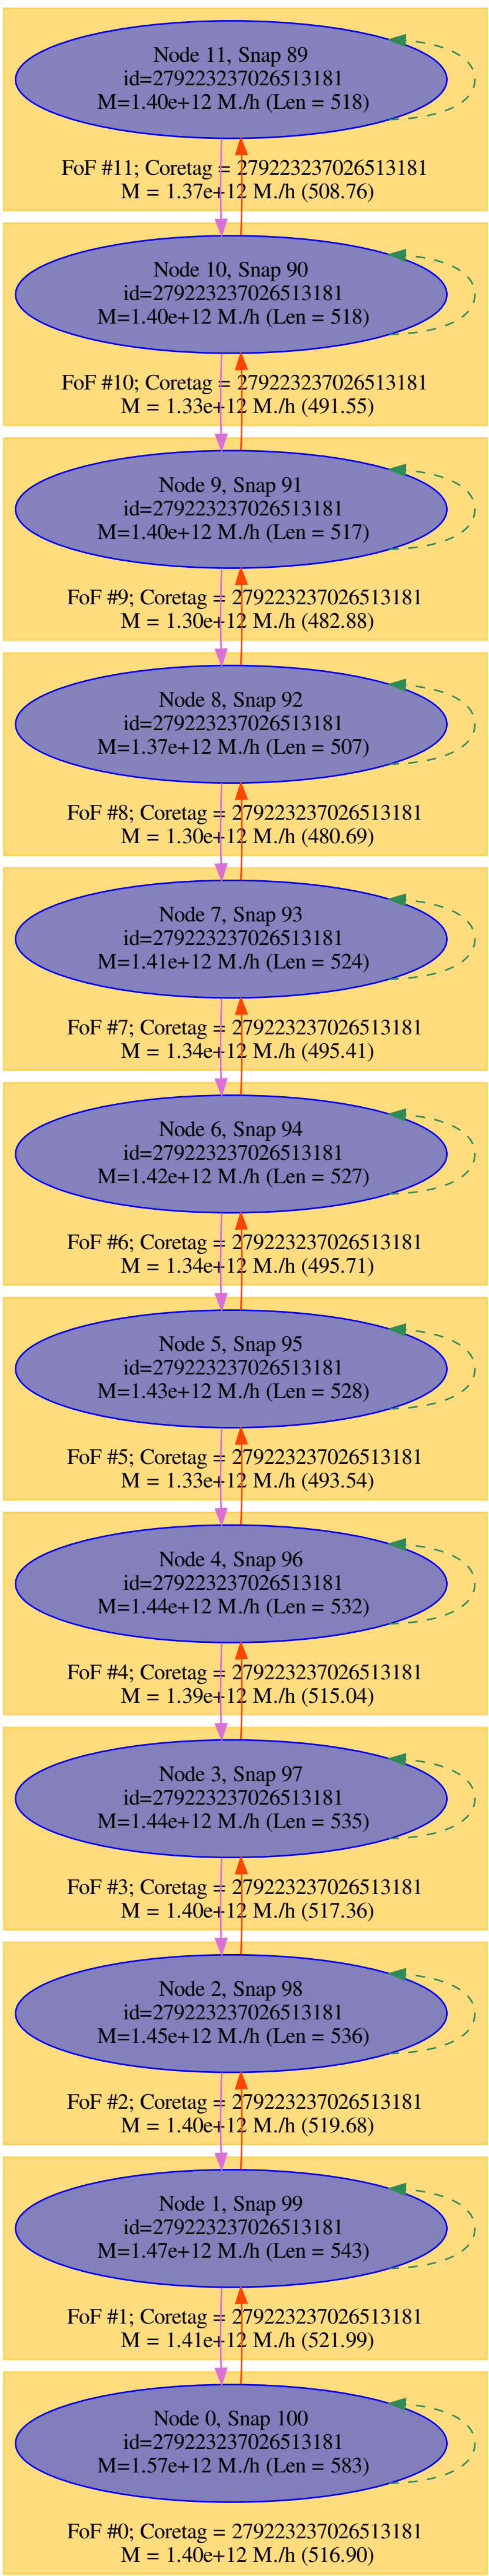 Node 11, Snap 89
id=279223237026513181
M=1.40e+12 M./h (Len = 518)
FoF #11; Coretag = 279223237026513181
M = 1.37e+12 M./h (508.76)
Node 10, Snap 90
id=279223237026513181
M=1.40e+12 M./h (Len = 518)
FoF #10; Coretag = 279223237026513181
M = 1.33e+12 M./h (491.55)
Node 9, Snap 91
id=279223237026513181
M=1.40e+12 M./h (Len = 517)
FoF #9; Coretag = 279223237026513181
M = 1.30e+12 M./h (482.88)
Node 8, Snap 92
id=279223237026513181
M=1.37e+12 M./h (Len = 507)
FoF #8; Coretag = 279223237026513181
M = 1.30e+12 M./h (480.69)
Node 7, Snap 93
id=279223237026513181
M=1.41e+12 M./h (Len = 524)
FoF #7; Coretag = 279223237026513181
M = 1.34e+12 M./h (495.41)
Node 6, Snap 94
id=279223237026513181
M=1.42e+12 M./h (Len = 527)
FoF #6; Coretag = 279223237026513181
M = 1.34e+12 M./h (495.71)
Node 5, Snap 95
id=279223237026513181
M=1.43e+12 M./h (Len = 528)
FoF #5; Coretag = 279223237026513181
M = 1.33e+12 M./h (493.54)
Node 4, Snap 96
id=279223237026513181
M=1.44e+12 M./h (Len = 532)
FoF #4; Coretag = 279223237026513181
M = 1.39e+12 M./h (515.04)
Node 3, Snap 97
id=279223237026513181
M=1.44e+12 M./h (Len = 535)
FoF #3; Coretag = 279223237026513181
M = 1.40e+12 M./h (517.36)
Node 2, Snap 98
id=279223237026513181
M=1.45e+12 M./h (Len = 536)
FoF #2; Coretag = 279223237026513181
M = 1.40e+12 M./h (519.68)
Node 1, Snap 99
id=279223237026513181
M=1.47e+12 M./h (Len = 543)
FoF #1; Coretag = 279223237026513181
M = 1.41e+12 M./h (521.99)
Node 0, Snap 100
id=279223237026513181
M=1.57e+12 M./h (Len = 583)
FoF #0; Coretag = 279223237026513181
M = 1.40e+12 M./h (516.90)